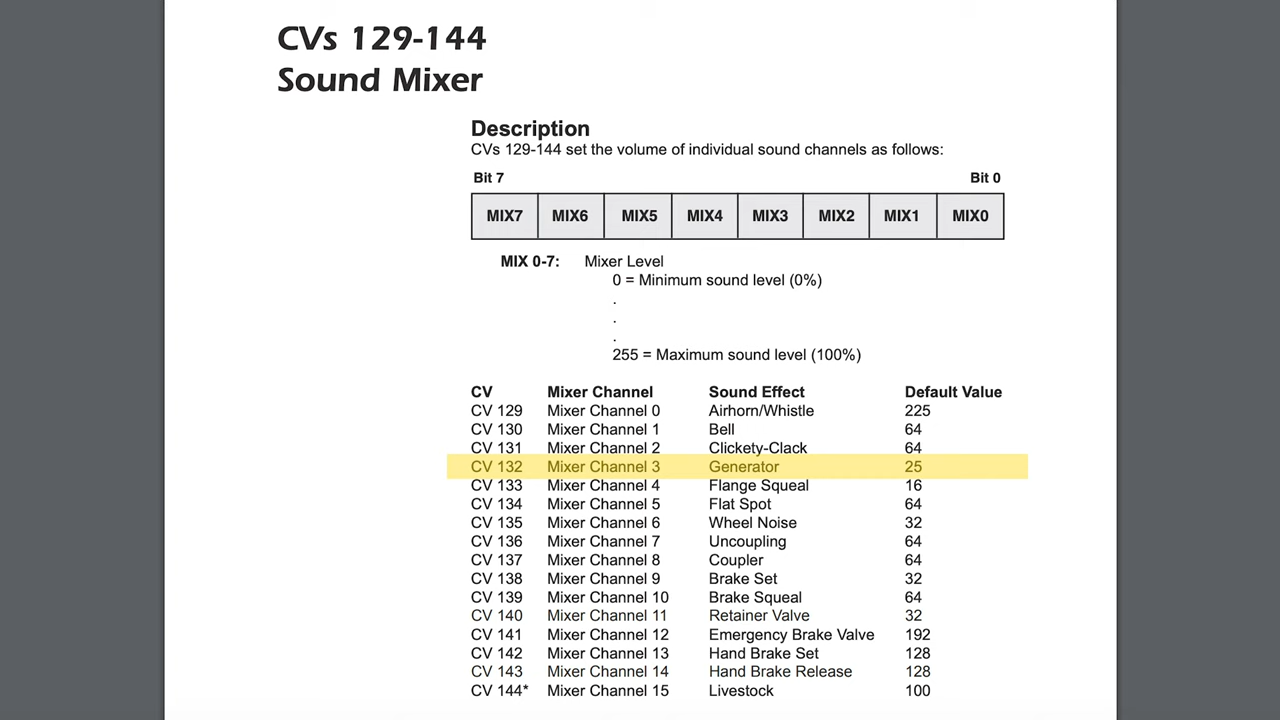 CVs 129-144
Sound Mixer
Description
CVs 129-144 set the volume of individual sound channels as follows:
Bit 7 Bit 0
MIX7 MIX6 MIX5 MIX4 MIX3 MIX2 MIX1 MIX0
MIX 0-7: Mixer Level
0 = Minimum sound level (0%)
.
.
.
255 = Maximum sound level (100%)
CV Mixer Channel Sound Effect Default Value
CV 129 Mixer Channel 0 Airhorn/Whistle 225
CV 130 Mixer Channel 1 Bell 64
CV 131 Mixer Channel 2 Clickety-Clack 64
CV 132 Mixer Channel 3 Generator 25
CV 133 Mixer Channel 4 Flange Squeal 16
CV 134 Mixer Channel 5 Flat Spot 64
CV 135 Mixer Channel 6 Wheel Noise 32
CV 136 Mixer Channel 7 Uncoupling 64
CV 137 Mixer Channel 8 Coupler 64
CV 138 Mixer Channel 9 Brake Set 32
CV 139 Mixer Channel 10 Brake Squeal 64
CV 140 Mixer Channel 11 Retainer Valve 32
CV 141 Mixer Channel 12 Emergency Brake Valve 192
CV 142 Mixer Channel 13 Hand Brake Set 128
CV 143 Mixer Channel 14 Hand Brake Release 128
CV 144* Mixer Channel 15 Livestock 100